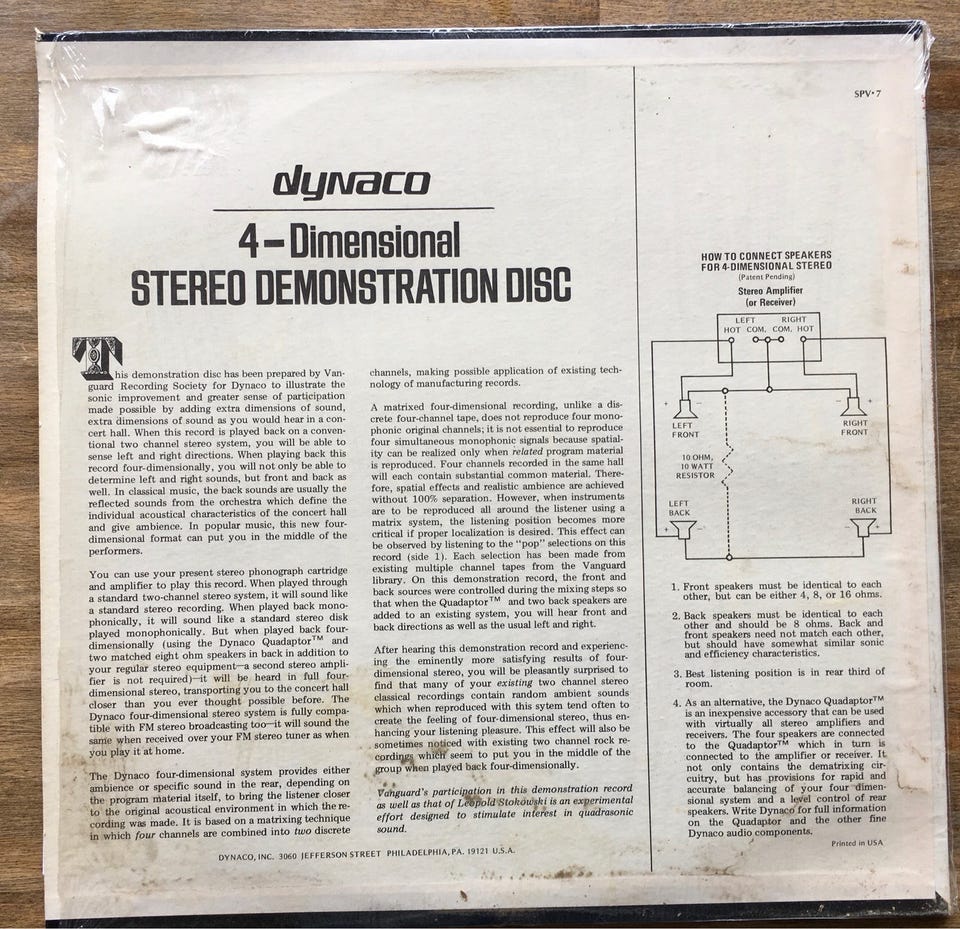 SPV•7
dynaco
4-Dimensional
STEREO DEMONSTRATION DISC
This demonstration disc has been prepared by Van-
guard Recording Society for Dynaco to illustrate the
sonic improvement and greater sense of participation
made possible by adding extra dimensions of sound,
extra dimensions of sound as you would hear in a con-
cert hall. When this record is played back on a conven-
tional two channel stereo system, you will be able to
sense left and right directions. When playing back this
record four-dimensionally, you will not only be able to
determine left and right sounds, but front and back as
well. In classical music, the back sounds are usually the
reflected sounds from the orchestra which define the
individual acoustical characteristics of the concert hall
and give ambience. In popular music, this new four-
dimensional format can put you in the middle of the
performers.
You can use your present stereo phonograph cartridge
and amplifier to play this record. When played through
a standard two-channel stereo system, it will sound like
a standard stereo recording. When played back mono-
phonically, it will sound like a standard stereo disk
played monophonically. But when played back four-
dimensionally (using the Dynaco Quadaptor™ and
two matched eight ohm speakers in back in addition to
your regular stereo equipment—a second stereo ampli-
fier is not required)—it will be heard in full four-
dimensional stereo, transporting you to the concert hall
closer than you ever thought possible before. The
Dynaco four-dimensional stereo system is fully compa-
tible with FM stereo broadcasting too—it will sound the
same when received over your FM stereo tuner as when
you play it at home.
The Dynaco four-dimensional system provides either
ambience or specific sound in the rear, depending on
the program material itself, to bring the listener closer
to the original acoustical environment in which the re-
cording was made. It is based on a matrixing technique
in which four channels are combined into two discrete
channels, making possible application of existing tech-
nology of manufacturing records.
A matrixed four-dimensional recording, unlike a dis-
crete four-channel tape, does not reproduce four mono-
phonic original channels; it is not essential to reproduce
four simultaneous monophonic signals because spatial-
ity can be realized only when related program material
is reproduced. Four channels recorded in the same hall
will each contain substantial common material. There-
fore, spatial effects and realistic ambience are achieved
without 100% separation. However, when instruments
are to be reproduced all around the listener using a
matrix system, the listening position becomes more
critical if proper localization is desired. This effect can
be observed by listening to the "pop" selections on this
record (side 1). Each selection has been made from
existing multiple channel tapes from the Vanguard
library. On this demonstration record, the front and
back sources were controlled during the mixing steps so
that when the Quadaptor™ and two back speakers are
added to an existing system, you will hear front and
back directions as well as the usual left and right.
After hearing this demonstration record and experienc-
ing the eminently more satisfying results of four-
dimensional stereo, you will be pleasantly surprised to
find that many of your existing two channel stereo
classical recordings contain random ambient sounds
which when reproduced with this sytem tend often to
create the feeling of four-dimensional stereo, thus en-
hancing your listening pleasure. This effect will also be
sometimes noticed with existing two channel rock re-
cordings which seem to put you in the middle of the
group when played back four-dimensionally.
Vanguard's participation in this demonstration record
as well as that of Leopold Stokowski is an experimental
effort designed to stimulate interest in quadrasonic
sound.
DYNACO, INC. 3060 JEFFERSON STREET PHILADELPHIA, PA. 19121 U.S.A.
HOW TO CONNECT SPEAKERS
FOR 4-DIMENSIONAL STEREO
(Patent Pending)
Stereo Amplifier
(or Receiver)
LEFT RIGHT
HOT COM. COM. HOT
+ − − +
LEFT
FRONT
RIGHT
FRONT
10 OHM,
10 WATT
RESISTOR
LEFT
BACK
RIGHT
BACK
+ − − +
1. Front speakers must be identical to each
other, but can be either 4, 8, or 16 ohms.
2. Back speakers must be identical to each
other and should be 8 ohms. Back and
front speakers need not match each other,
but should have somewhat similar sonic
and efficiency characteristics.
3. Best listening position is in rear third of
room.
4. As an alternative, the Dynaco Quadaptor™
is an inexpensive accessory that can be used
with virtually all stereo amplifiers and
receivers. The four speakers are connected
to the Quadaptor™ which in turn is
connected to the amplifier or receiver. It
not only contains the dematrixing cir-
cuitry, but has provisions for rapid and
accurate balancing of your four dimen-
sional system and a level control of rear
speakers. Write Dynaco for full information
on the Quadaptor and the other fine
Dynaco audio components.
Printed in USA